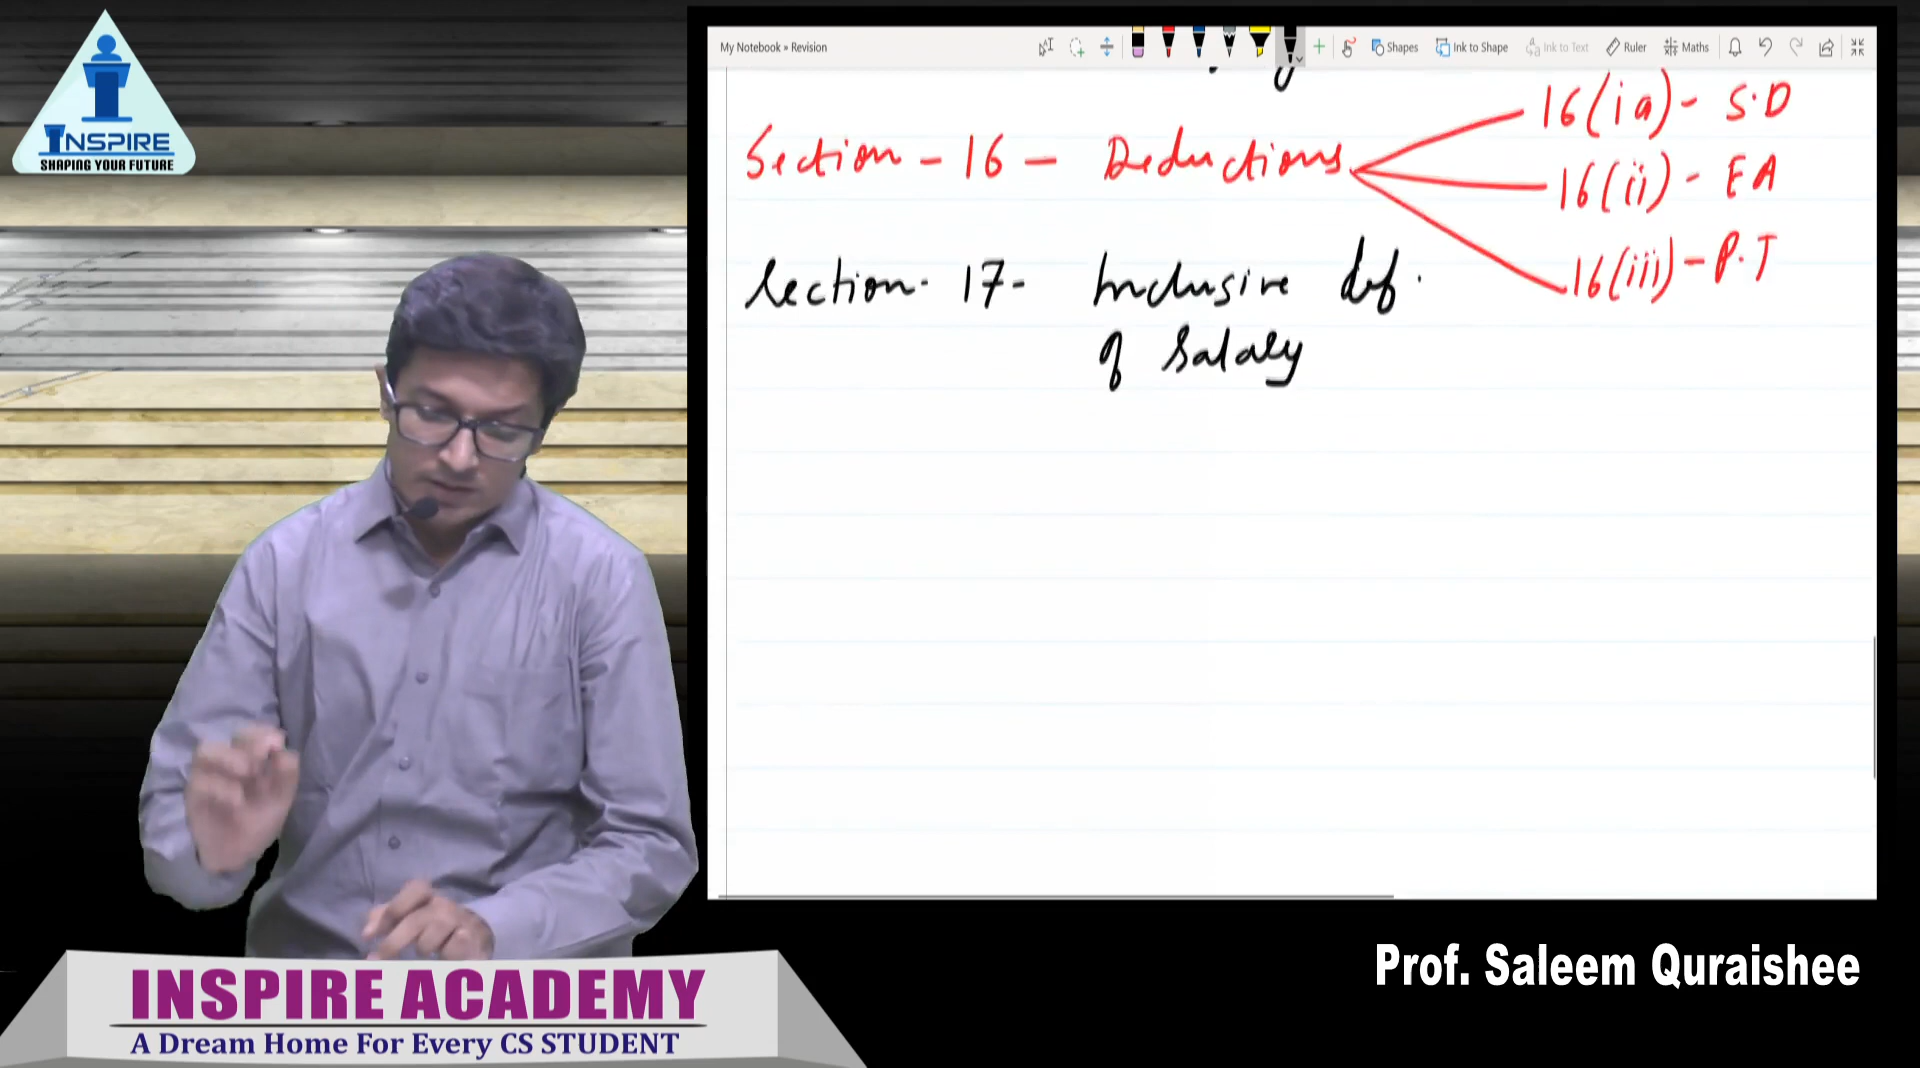 INSPIRE
SHAPING YOUR FUTURE
My Notebook » Revision
Shapes
Ink to Shape
Ink to Text
Ruler
Maths
16(ia) - S.D
Section - 16 - Deductions
16(ii) - EA
16(iii) - P.T
Section - 17 - Inclusive def.
of Salary
Prof. Saleem Quraishee
INSPIRE ACADEMY
A Dream Home For Every CS STUDENT